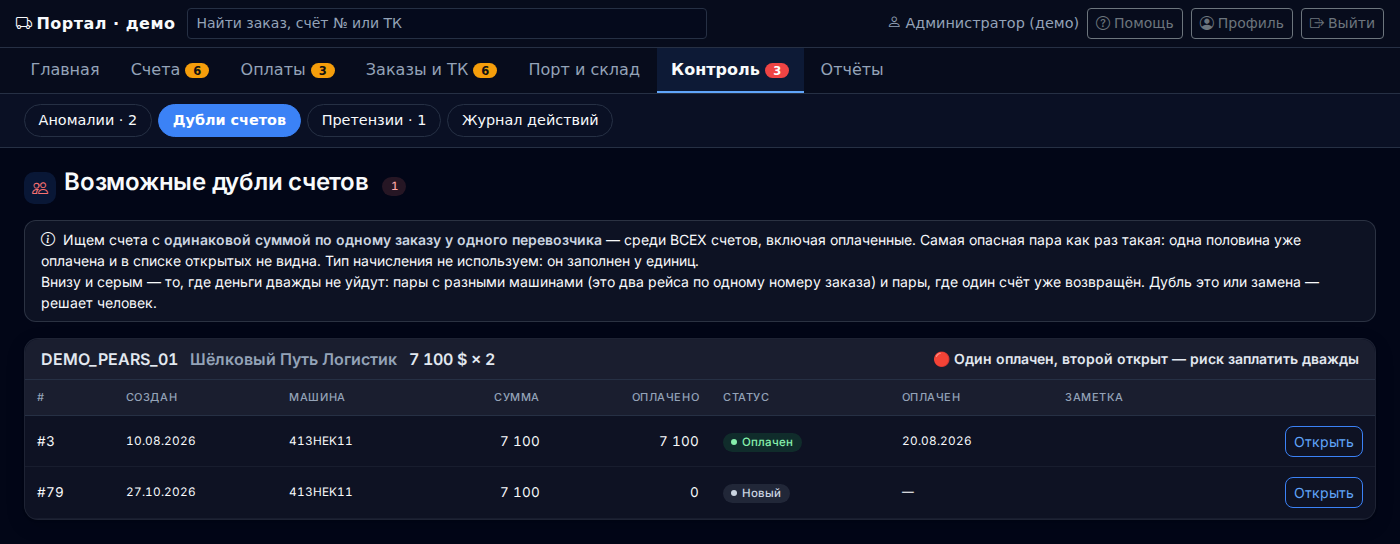 Портал · демо
Найти заказ, счёт № или ТК
Администратор (демо)
Помощь
Профиль
Выйти
Главная
Счета 6
Оплаты 3
Заказы и ТК 6
Порт и склад
Контроль 3
Отчёты
Аномалии · 2
Дубли счетов
Претензии · 1
Журнал действий
Возможные дубли счетов 1
Ищем счета с одинаковой суммой по одному заказу у одного перевозчика — среди ВСЕХ счетов, включая оплаченные. Самая опасная пара как раз такая: одна половина уже
оплачена и в списке открытых не видна. Тип начисления не используем: он заполнен у единиц.
Внизу и серым — то, где деньги дважды не уйдут: пары с разными машинами (это два рейса по одному номеру заказа) и пары, где один счёт уже возвращён. Дубль это или замена —
решает человек.
DEMO_PEARS_01 Шёлковый Путь Логистик 7 100 $ × 2
Один оплачен, второй открыт — риск заплатить дважды
# СОЗДАН МАШИНА СУММА ОПЛАЧЕНО СТАТУС ОПЛАЧЕН ЗАМЕТКА
#3 10.08.2026 413HEK11 7 100 7 100 Оплачен 20.08.2026 Открыть
#79 27.10.2026 413HEK11 7 100 0 Новый — Открыть